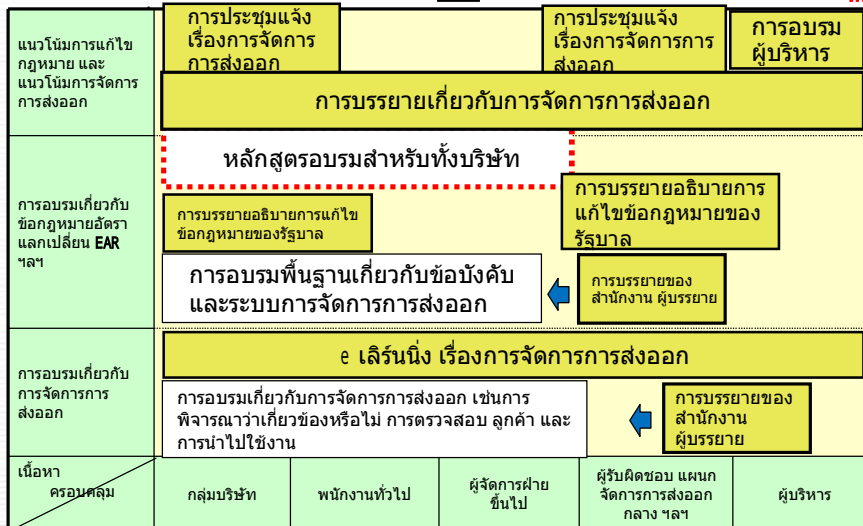 แนวโน้มการแก้ไข
กฎหมาย และ
แนวโน้มการจัดการ
การส่งออก
การประชุมแจ้ง
เรื่องการจัดการ
การส่งออก
การประชุมแจ้ง
เรื่องการจัดการการ
ส่งออก
การอบรม
ผู้บริหาร
การบรรยายเกี่ยวกับการจัดการการส่งออก
การอบรมเกี่ยวกับ
ข้อกฎหมายอัตรา
แลกเปลี่ยน EAR
ฯลฯ
หลักสูตรอบรมสำหรับทั้งบริษัท
การบรรยายอธิบายการแก้ไข
ข้อกฎหมายของรัฐบาล
การบรรยายอธิบายการ
แก้ไขข้อกฎหมายของ
รัฐบาล
การอบรมพื้นฐานเกี่ยวกับข้อบังคับ
และระบบการจัดการการส่งออก
การบรรยายของ
สำนักงาน ผู้บรรยาย
การอบรมเกี่ยวกับ
การจัดการการ
ส่งออก
e เลิร์นนิ่ง เรื่องการจัดการการส่งออก
การอบรมเกี่ยวกับการจัดการการส่งออก เช่นการ
พิจารณาว่าเกี่ยวข้องหรือไม่ การตรวจสอบ ลูกค้า และ
การนำไปใช้งาน
การบรรยายของ
สำนักงาน
ผู้บรรยาย
เนื้อหา
ครอบคลุม
กลุ่มบริษัท
พนักงานทั่วไป
ผู้จัดการฝ่าย
ขึ้นไป
ผู้รับผิดชอบ แผนก
จัดการการส่งออก
กลาง ฯลฯ
ผู้บริหาร